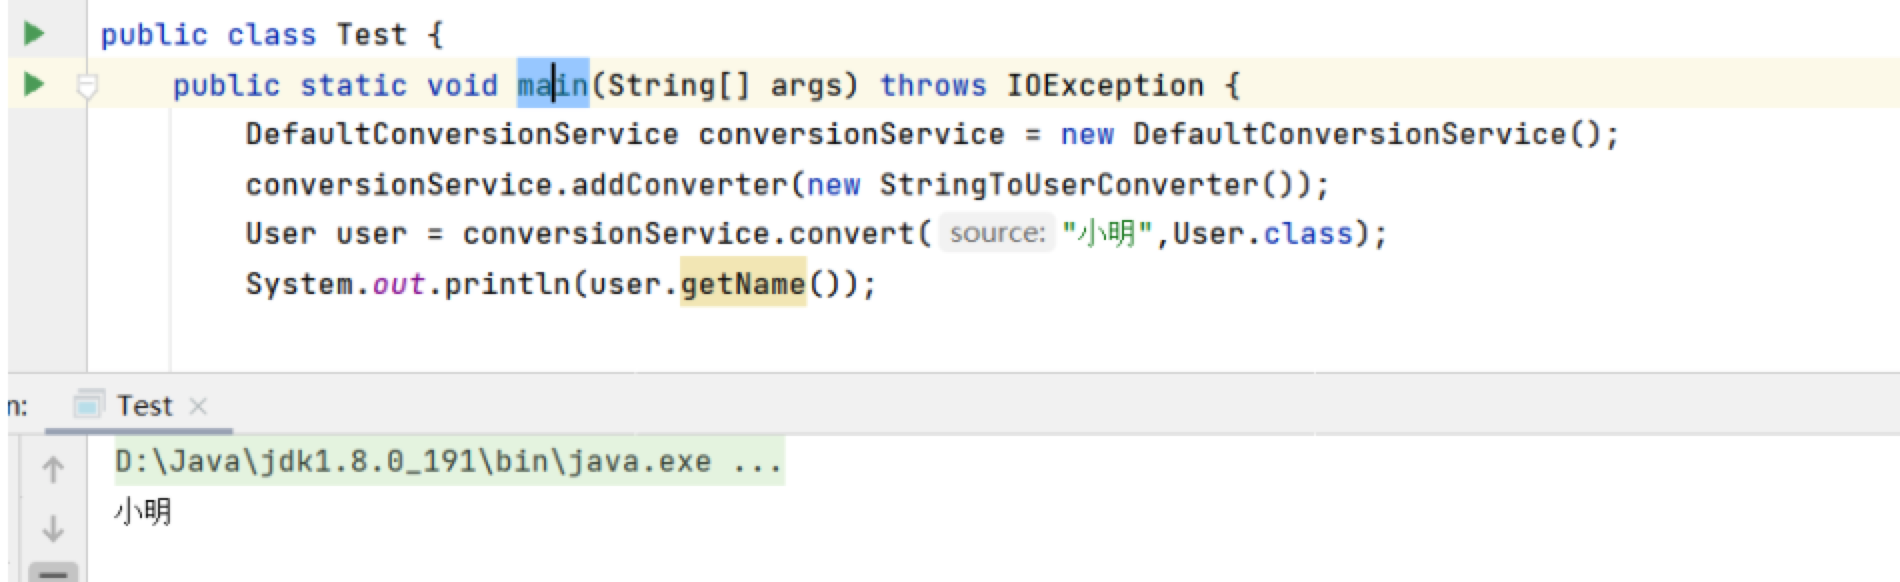 public class Test {
public static void main(String[] args) throws IOException {
DefaultConversionService conversionService = new DefaultConversionService();
conversionService.addConverter(new StringToUserConverter());
User user = conversionService.convert( source: "小明",User.class);
System.out.println(user.getName());
n: Test
D:\Java\jdk1.8.0_191\bin\java.exe ...
小明